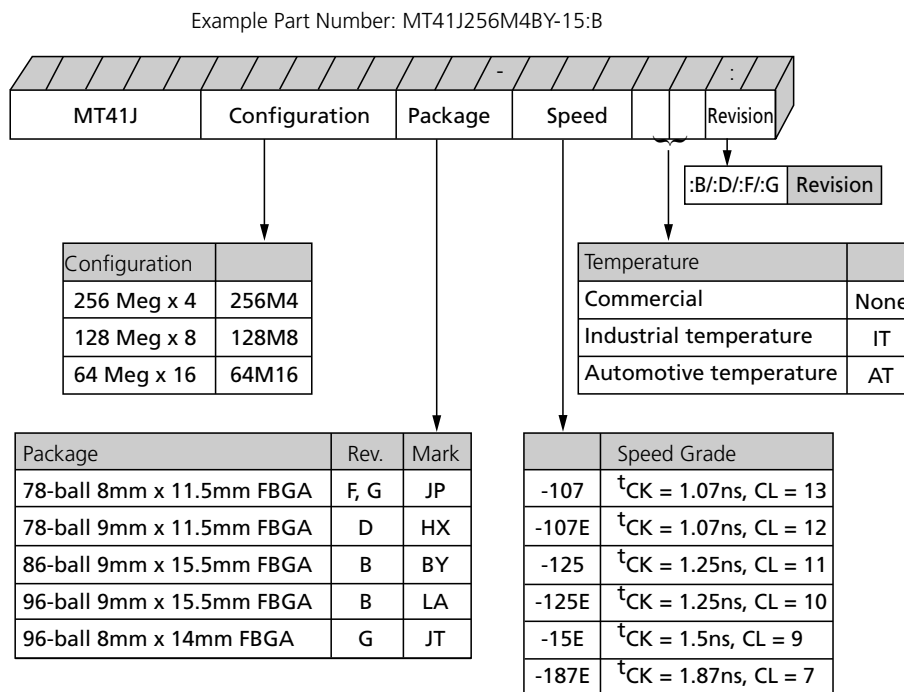 Example Part Number: MT41J256M4BY-15:B
- :
MT41J Configuration Package Speed Revision
:B/:D/:F/:G Revision
Configuration
256 Meg x 4 256M4
128 Meg x 8 128M8
64 Meg x 16 64M16
Temperature
Commercial None
Industrial temperature IT
Automotive temperature AT
Package Rev. Mark
78-ball 8mm x 11.5mm FBGA F, G JP
78-ball 9mm x 11.5mm FBGA D HX
86-ball 9mm x 15.5mm FBGA B BY
96-ball 9mm x 15.5mm FBGA B LA
96-ball 8mm x 14mm FBGA G JT
Speed Grade
-107 tCK = 1.07ns, CL = 13
-107E tCK = 1.07ns, CL = 12
-125 tCK = 1.25ns, CL = 11
-125E tCK = 1.25ns, CL = 10
-15E tCK = 1.5ns, CL = 9
-187E tCK = 1.87ns, CL = 7